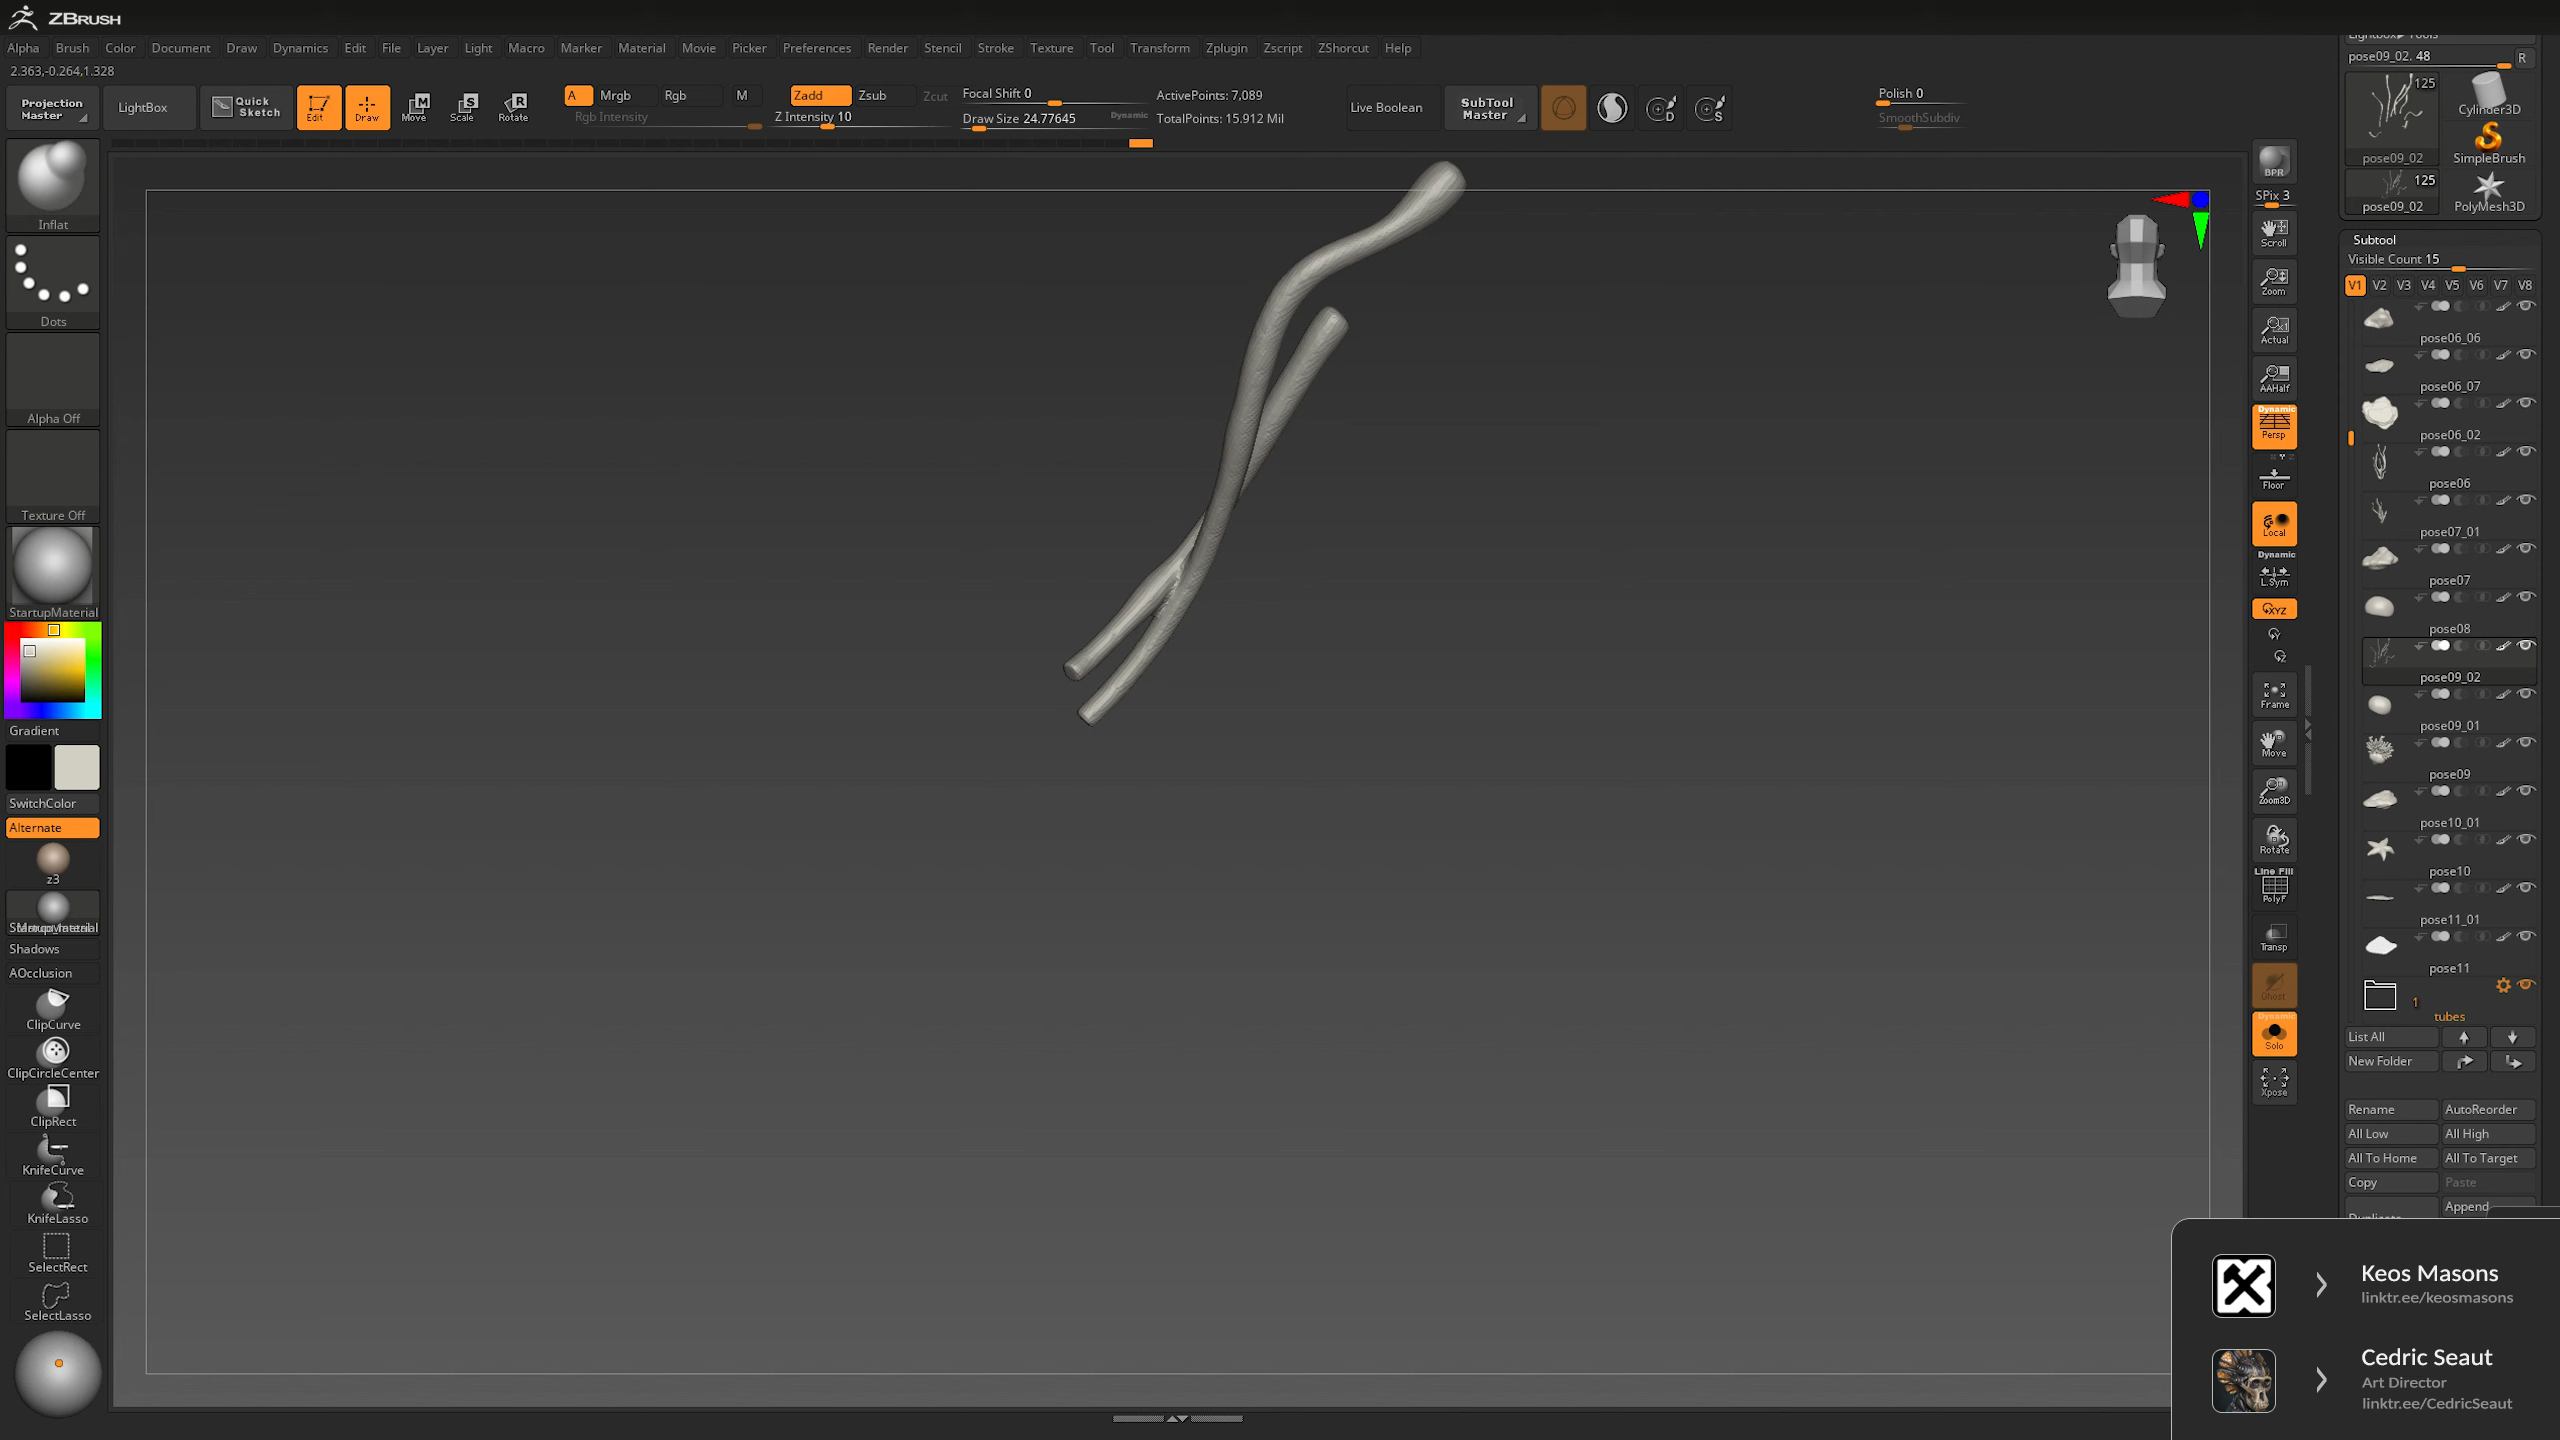 ZBRUSH
Alpha Brush Color Document Draw Dynamics Edit File Layer Light Macro Marker Material Movie Picker Preferences Render Stencil Stroke Texture Tool Transform Zplugin Zscript ZShorcut Help
2.363,-0.264,1.328
Projection Master
LightBox
Quick Sketch
Edit
Draw
Move
Scale
Rotate
A
Mrgb
Rgb
M
Rgb Intensity
Zadd
Zsub
Zcut
Z Intensity 10
Focal Shift 0
Draw Size 24.77645
Dynamic
ActivePoints: 7,089
TotalPoints: 15.912 Mil
Live Boolean
SubTool Master
D
S
Polish 0
SmoothSubdiv
Inflat
Dots
Alpha Off
Texture Off
StartupMaterial
Gradient
SwitchColor
Alternate
z3
Shadows
AOcclusion
ClipCurve
ClipCircleCenter
ClipRect
KnifeCurve
KnifeLasso
SelectRect
SelectLasso
BPR
SPix 3
Scroll
Zoom
Actual
AAHalf
Dynamic
Persp
Floor
Local
Dynamic
L.Sym
XYZ
Y
Z
Frame
Move
Zoom3D
Rotate
Line Fill
PolyF
Transp
Ghost
Dynamic
Solo
Xpose
pose09_02. 48
R
125
pose09_02
Cylinder3D
SimpleBrush
125
pose09_02
PolyMesh3D
Subtool
Visible Count 15
V1 V2 V3 V4 V5 V6 V7 V8
pose06_06
pose06_07
pose06_02
pose06
pose07_01
pose07
pose08
pose09_02
pose09_01
pose09
pose10_01
pose10
pose11_01
pose11
1
tubes
List All
New Folder
Rename AutoReorder
All Low All High
All To Home All To Target
Copy Paste
Append
Keos Masons
linktr.ee/keosmasons
Cedric Seaut
Art Director
linktr.ee/CedricSeaut